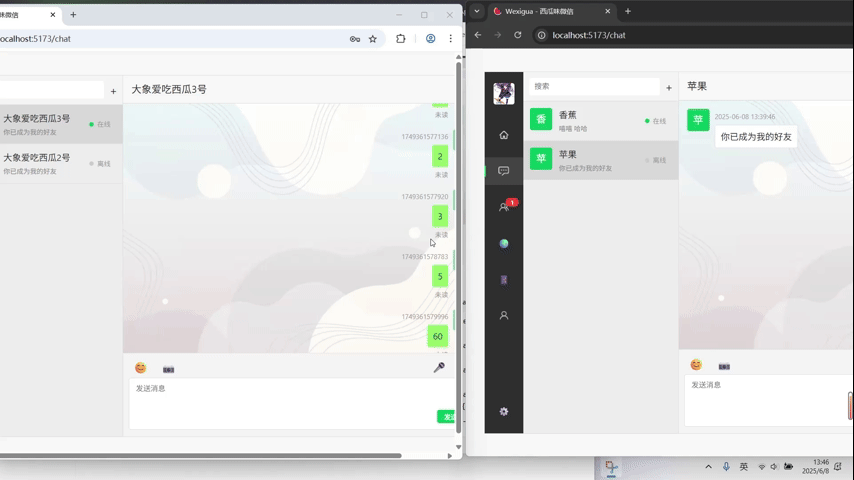 味微信
ocalhost:5173/chat
大象爱吃西瓜3号
你已成为我的好友
在线
大象爱吃西瓜2号
你已成为我的好友
离线
大象爱吃西瓜3号
未读
1749361577136
2
未读
1749361577920
3
未读
1749361578783
5
未读
1749361579996
60
发送消息
发送
Wexigua - 西瓜味微信
localhost:5173/chat
搜索
香
香蕉
嘻嘻 哈哈
在线
苹
苹果
你已成为我的好友
离线
1
苹果
苹
2025-06-08 13:39:46
你已成为我的好友
发送消息
英
13:46
2025/6/8